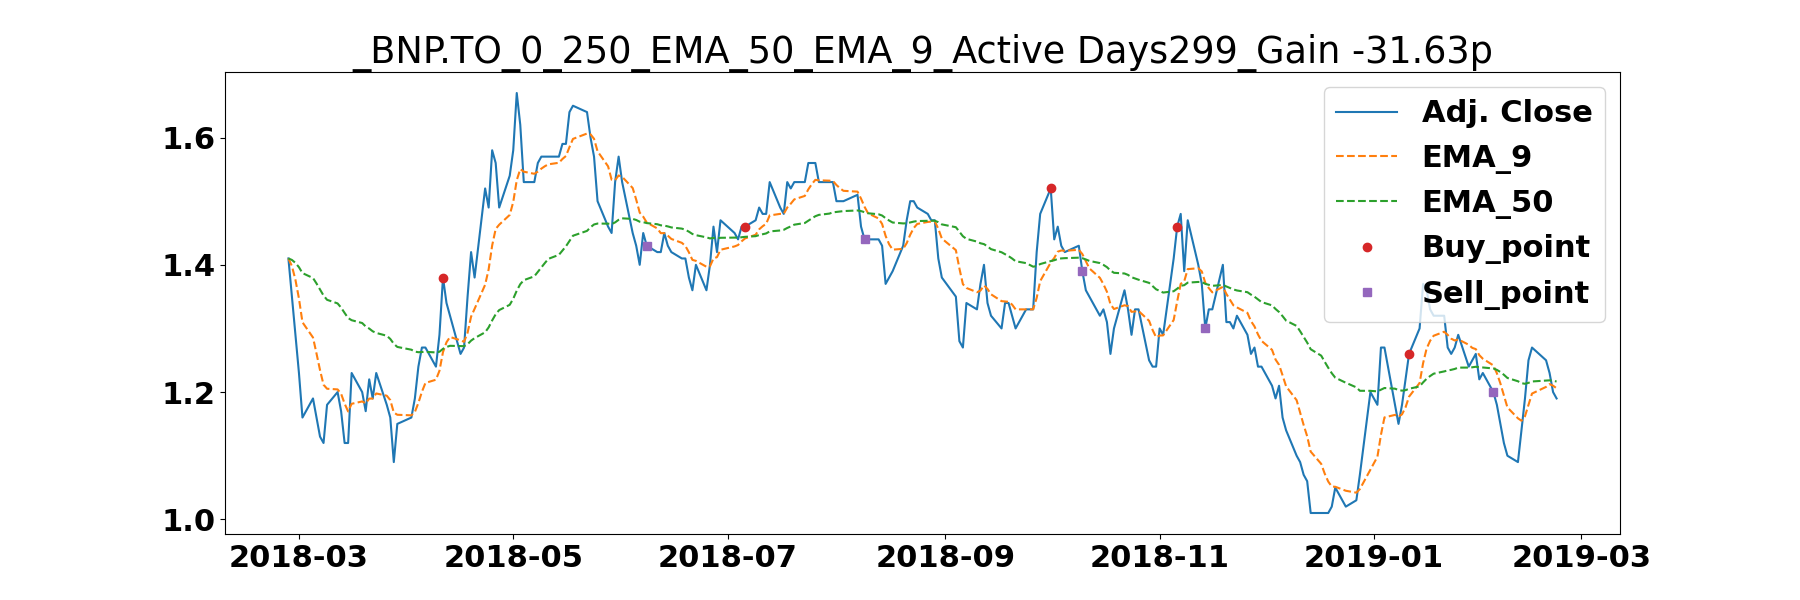 _BNP.TO_0_250_EMA_50_EMA_9_Active Days299_Gain -31.63p
Adj. Close
EMA_9
EMA_50
Buy_point
Sell_point
1.6
1.4
1.2
1.0
2018-03 2018-05 2018-07 2018-09 2018-11 2019-01 2019-03